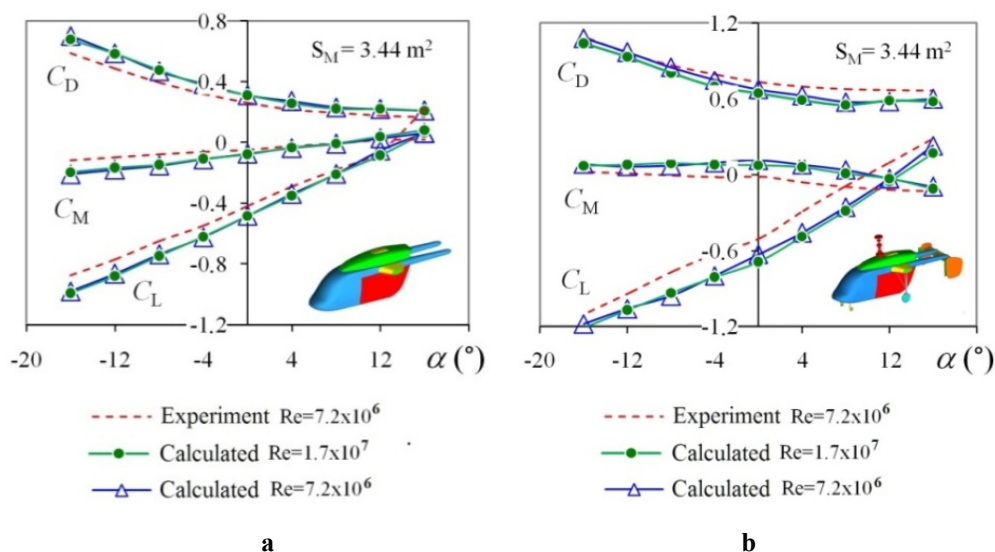 0.8
S_M = 3.44 m²
C_D
0.4
0
C_M
-0.4
C_L
-0.8
-1.2
-20 -12 -4 4 12 α (°)
Experiment Re=7.2x10⁶
Calculated Re=1.7x10⁷
Calculated Re=7.2x10⁶
a
1.2
S_M = 3.44 m²
C_D
0.6
0
C_M
-0.6
C_L
-1.2
-20 -12 -4 4 12 α (°)
Experiment Re=7.2x10⁶
Calculated Re=1.7x10⁷
Calculated Re=7.2x10⁶
b